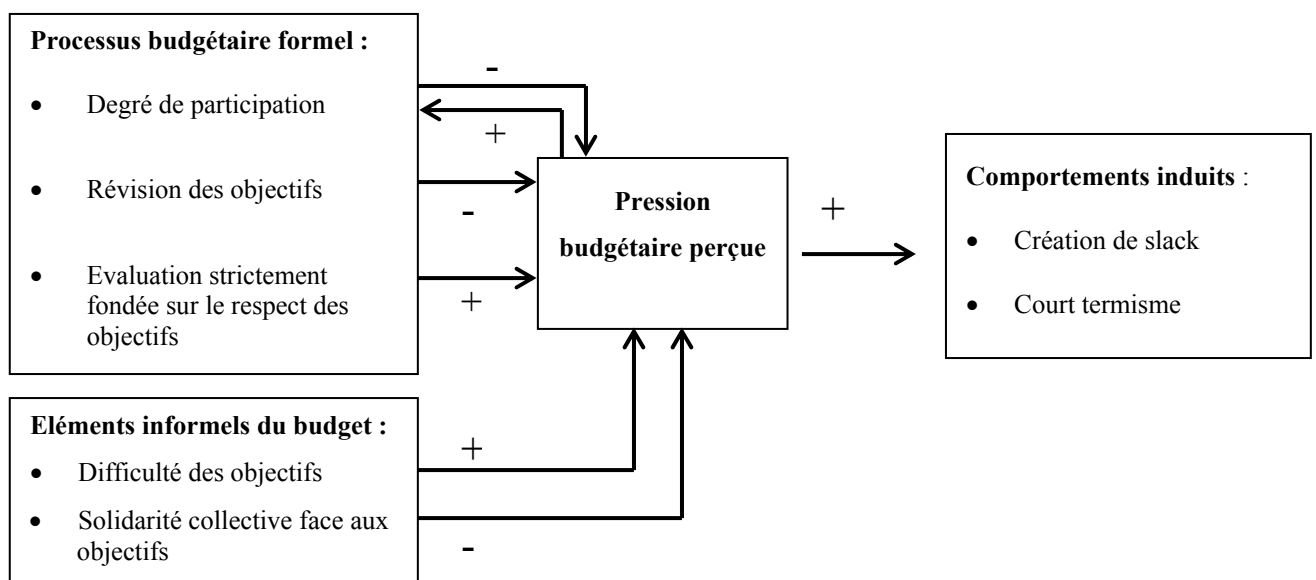 Processus budgétaire formel :
• Degré de participation
• Révision des objectifs
• Evaluation strictement
fondée sur le respect des
objectifs
-
+
-
+
Pression
budgétaire perçue
+
Comportements induits :
• Création de slack
• Court termisme
Eléments informels du budget :
• Difficulté des objectifs
• Solidarité collective face aux
objectifs
+
-